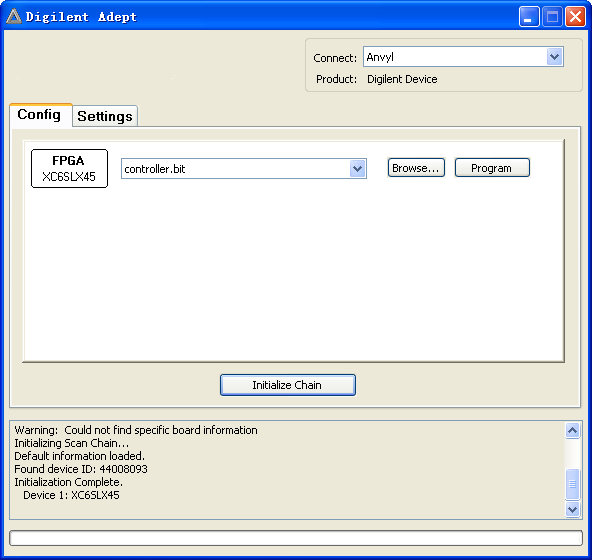 Digilent Adept
Connect: Anvyl
Product: Digilent Device
Config Settings
FPGA
XC6SLX45
controller.bit
Browse...
Program
Initialize Chain
Warning: Could not find specific board information
Initializing Scan Chain...
Default information loaded.
Found device ID: 44008093
Initialization Complete.
Device 1: XC6SLX45